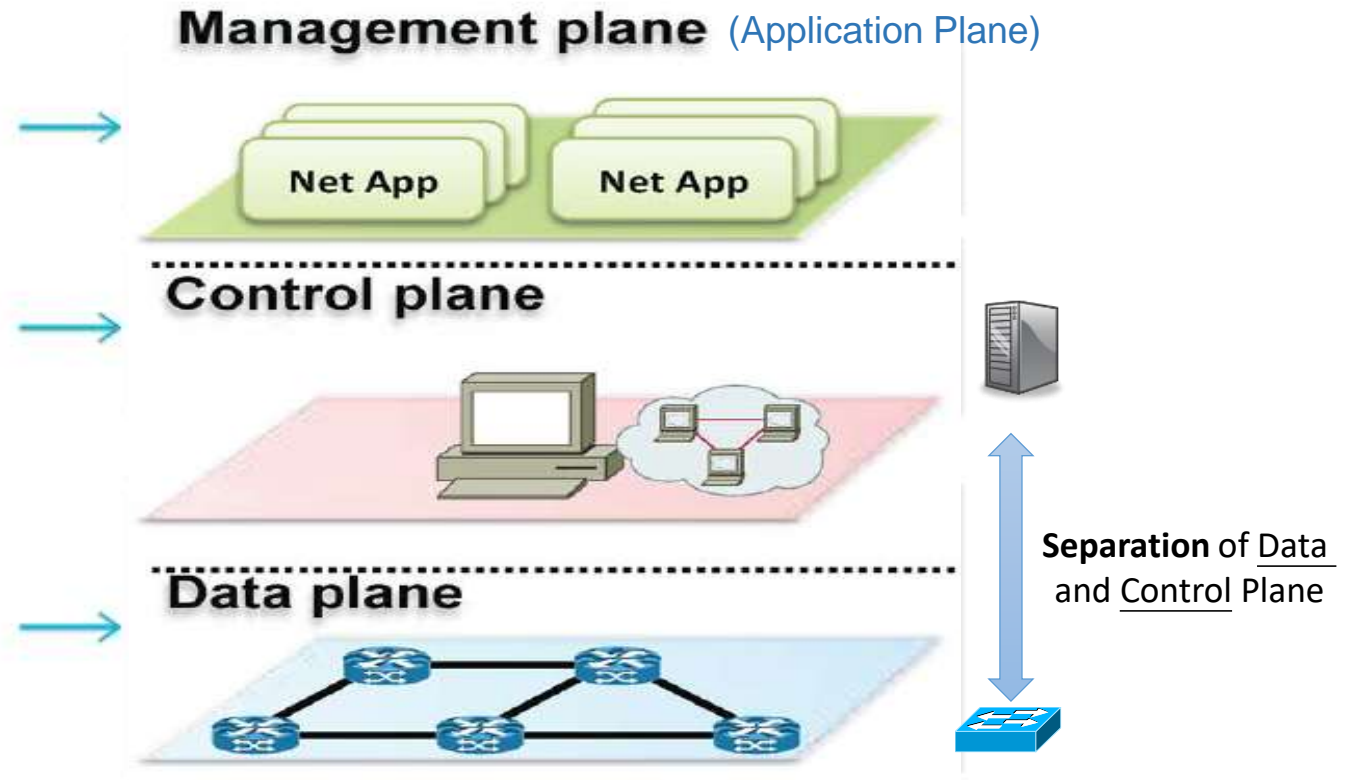 Management plane (Application Plane)
Net App
Net App
Control plane
Separation of Data
and Control Plane
Data plane